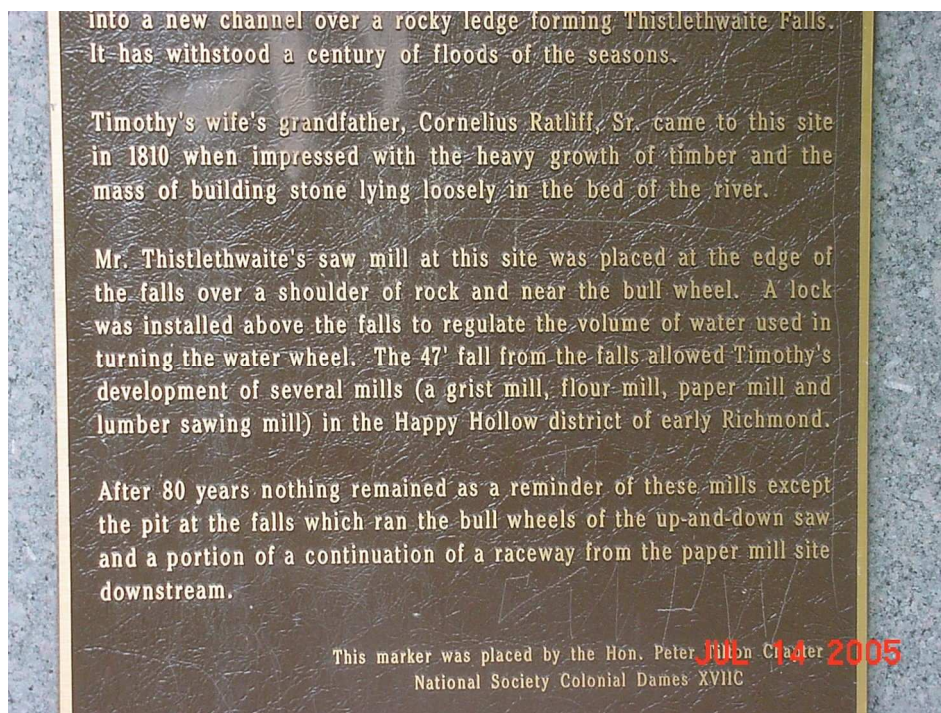 into a new channel over a rocky ledge forming Thistlethwaite Falls.
It has withstood a century of floods of the seasons.
Timothy's wife's grandfather, Cornelius Ratliff, Sr. came to this site
in 1810 when impressed with the heavy growth of timber and the
mass of building stone lying loosely in the bed of the river.
Mr. Thistlethwaite's saw mill at this site was placed at the edge of
the falls over a shoulder of rock and near the bull wheel. A lock
was installed above the falls to regulate the volume of water used in
turning the water wheel. The 47' fall from the falls allowed Timothy's
development of several mills (a grist mill, flour mill, paper mill and
lumber sawing mill) in the Happy Hollow district of early Richmond.
After 80 years nothing remained as a reminder of these mills except
the pit at the falls which ran the bull wheels of the up-and-down saw
and a portion of a continuation of a raceway from the paper mill site
downstream.
This marker was placed by the Hon. Peter Chapter
National Society Colonial Dames XVIIC
JUL 14 2005